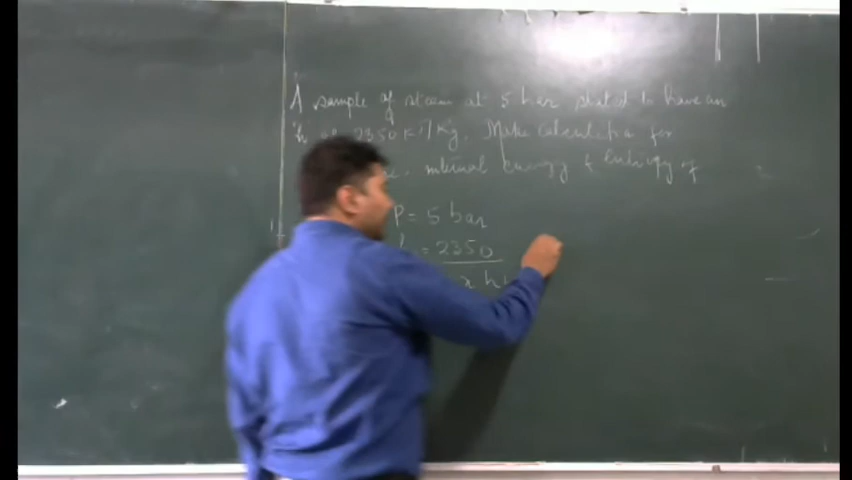 A sample of steam at 5 bar stated to have an
h of 2350 KJ/Kg. Make calculation for
internal energy & Entropy of
P = 5 bar
h = 2350
x h